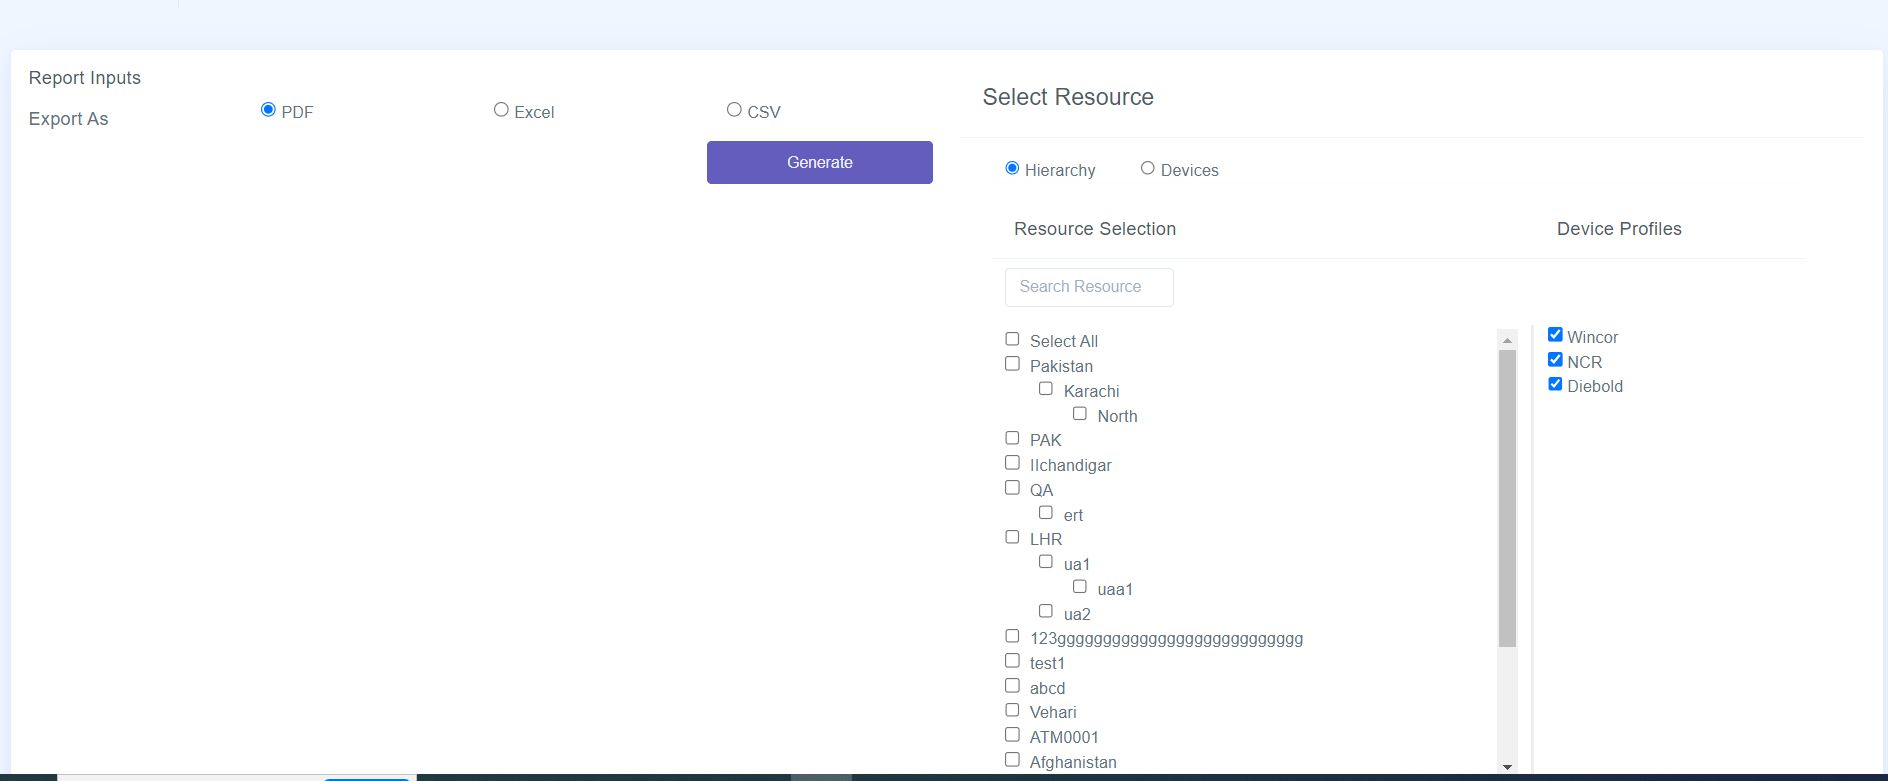 Report Inputs
Export As
PDF
Excel
CSV
Generate
Select Resource
Hierarchy
Devices
Resource Selection
Device Profiles
Search Resource
Select All
Pakistan
Karachi
North
PAK
IIchandigar
QA
ert
LHR
ua1
uaa1
ua2
123ggggggggggggggggggggggggggg
test1
abcd
Vehari
ATM0001
Afghanistan
Wincor
NCR
Diebold